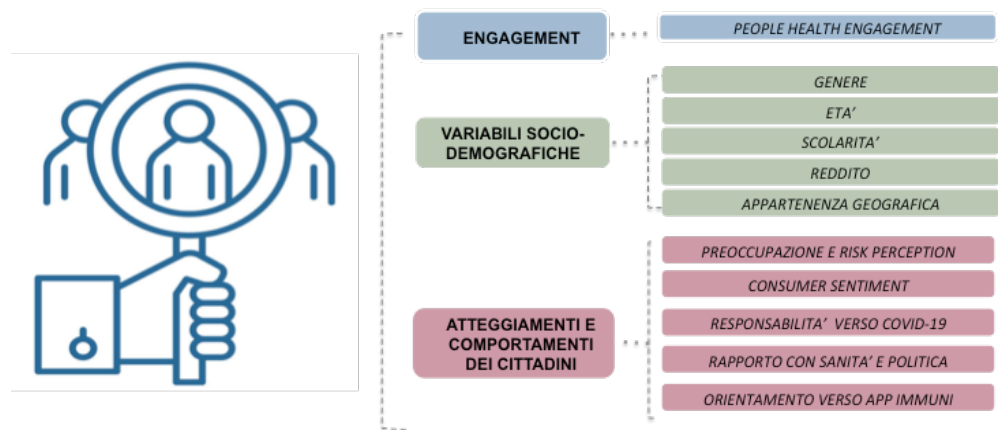 ENGAGEMENT
PEOPLE HEALTH ENGAGEMENT
VARIABILI SOCIO-
DEMOGRAFICHE
GENERE
ETA’
SCOLARITA’
REDDITO
APPARTENENZA GEOGRAFICA
ATTEGGIAMENTI E
COMPORTAMENTI
DEI CITTADINI
PREOCCUPAZIONE E RISK PERCEPTION
CONSUMER SENTIMENT
RESPONSABILITA’ VERSO COVID-19
RAPPORTO CON SANITA’ E POLITICA
ORIENTAMENTO VERSO APP IMMUNI